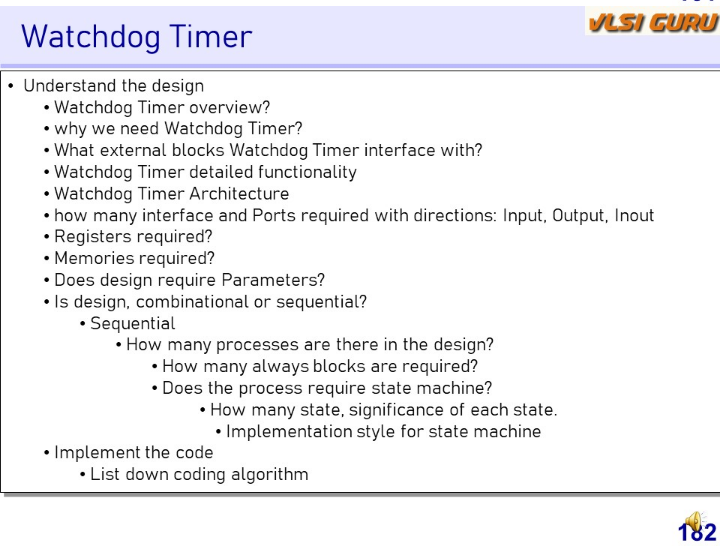 VLSI GURU
Watchdog Timer
• Understand the design
• Watchdog Timer overview?
• why we need Watchdog Timer?
• What external blocks Watchdog Timer interface with?
• Watchdog Timer detailed functionality
• Watchdog Timer Architecture
• how many interface and Ports required with directions: Input, Output, Inout
• Registers required?
• Memories required?
• Does design require Parameters?
• Is design, combinational or sequential?
• Sequential
• How many processes are there in the design?
• How many always blocks are required?
• Does the process require state machine?
• How many state, significance of each state.
• Implementation style for state machine
• Implement the code
• List down coding algorithm
182